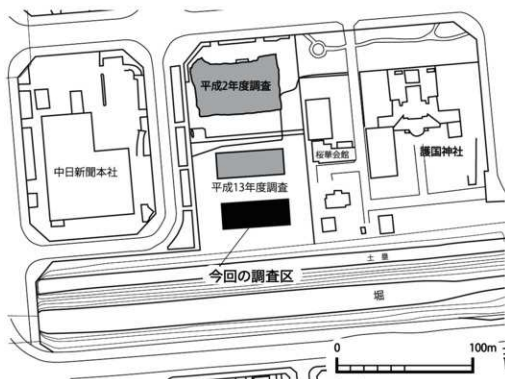 平成2年度調査
中日新聞本社
桜華会館
護国神社
平成13年度調査
今回の調査区
土塁
堀
0 100m